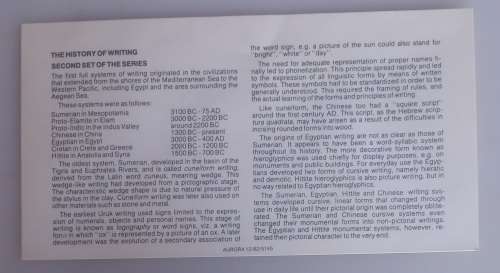 THE HISTORY OF WRITING
SECOND SET OF THE SERIES
The first full systems of writing originated in the civilizations
that extended from the shores of the Mediterranean Sea to the
Western Pacific, including Egypt and the area surrounding the
Aegean Sea.
These systems were as follows:
Sumerian in Mesopotamia 3100 BC - 75 AD
Proto-Elamite in Elam 3000 BC - 2200 BC
Proto-Indic in the Indus Valley around 2200 BC
Chinese in China 1300 BC - present
Egyptian in Egypt 3000 BC - 400 AD
Cretan in Crete and Greece 2000 BC - 1200 BC
Hittite in Anatolia and Syria 1500 BC - 700 BC
The oldest system, Sumerian, developed in the basin of the
Tigris and Euphrates Rivers, and is called cuneiform writing,
derived from the Latin word cuneus, meaning wedge. This
wedge-like writing had developed from a pictographic stage.
The characteristic wedge shape is due to natural pressure of
the stylus in the clay. Cuneiform writing was later also used on
other materials such as stone and metal.
The earliest Uruk writing used signs limited to the expres-
sion of numerals, objects and personal names. This stage of
writing is known as logography or word signs, viz. a writing
form in which "ox" is represented by a picture of an ox. A later
development was the evolution of a secondary association of
the word sign, e.g. a picture of the sun could also stand for
"bright", "white" or "day".
The need for adequate representation of proper names fi-
nally led to phonetization. This principle spread rapidly and led
to the expression of all linguistic forms by means of written
symbols. These symbols had to be standardized in order to be
generally understood. This required the framing of rules, and
the actual learning of the forms and principles of writing.
Like cuneiform, the Chinese too had a "square script"
around the first century AD. This script, as the Hebrew scrip-
tura quadrata, may have arisen as a result of the difficulties in
incising rounded forms into wood.
The origins of Egyptian writing are not as clear as those of
Sumerian. It appears to have been a word-syllabic system
throughout its history. The more decorative form known as
hieroglyphics was used chiefly for display purposes, e.g. on
monuments and public buildings. For everyday use the Egyp-
tians developed two forms of cursive writing, namely hieratic
and demotic. Hittite hieroglyphics is also picture writing, but in
no way related to Egyptian hieroglyphics.
The Sumerian, Egyptian, Hittite and Chinese writing sys-
tems developed cursive, linear forms that changed through
use in daily life until their pictorial origin was completely oblite-
rated. The Sumerian and Chinese cursive systems even
changed their monumental forms into non-pictorial writings.
The Egyptian and Hittite monumental systems, however, re-
tained their pictorial character to the very end.